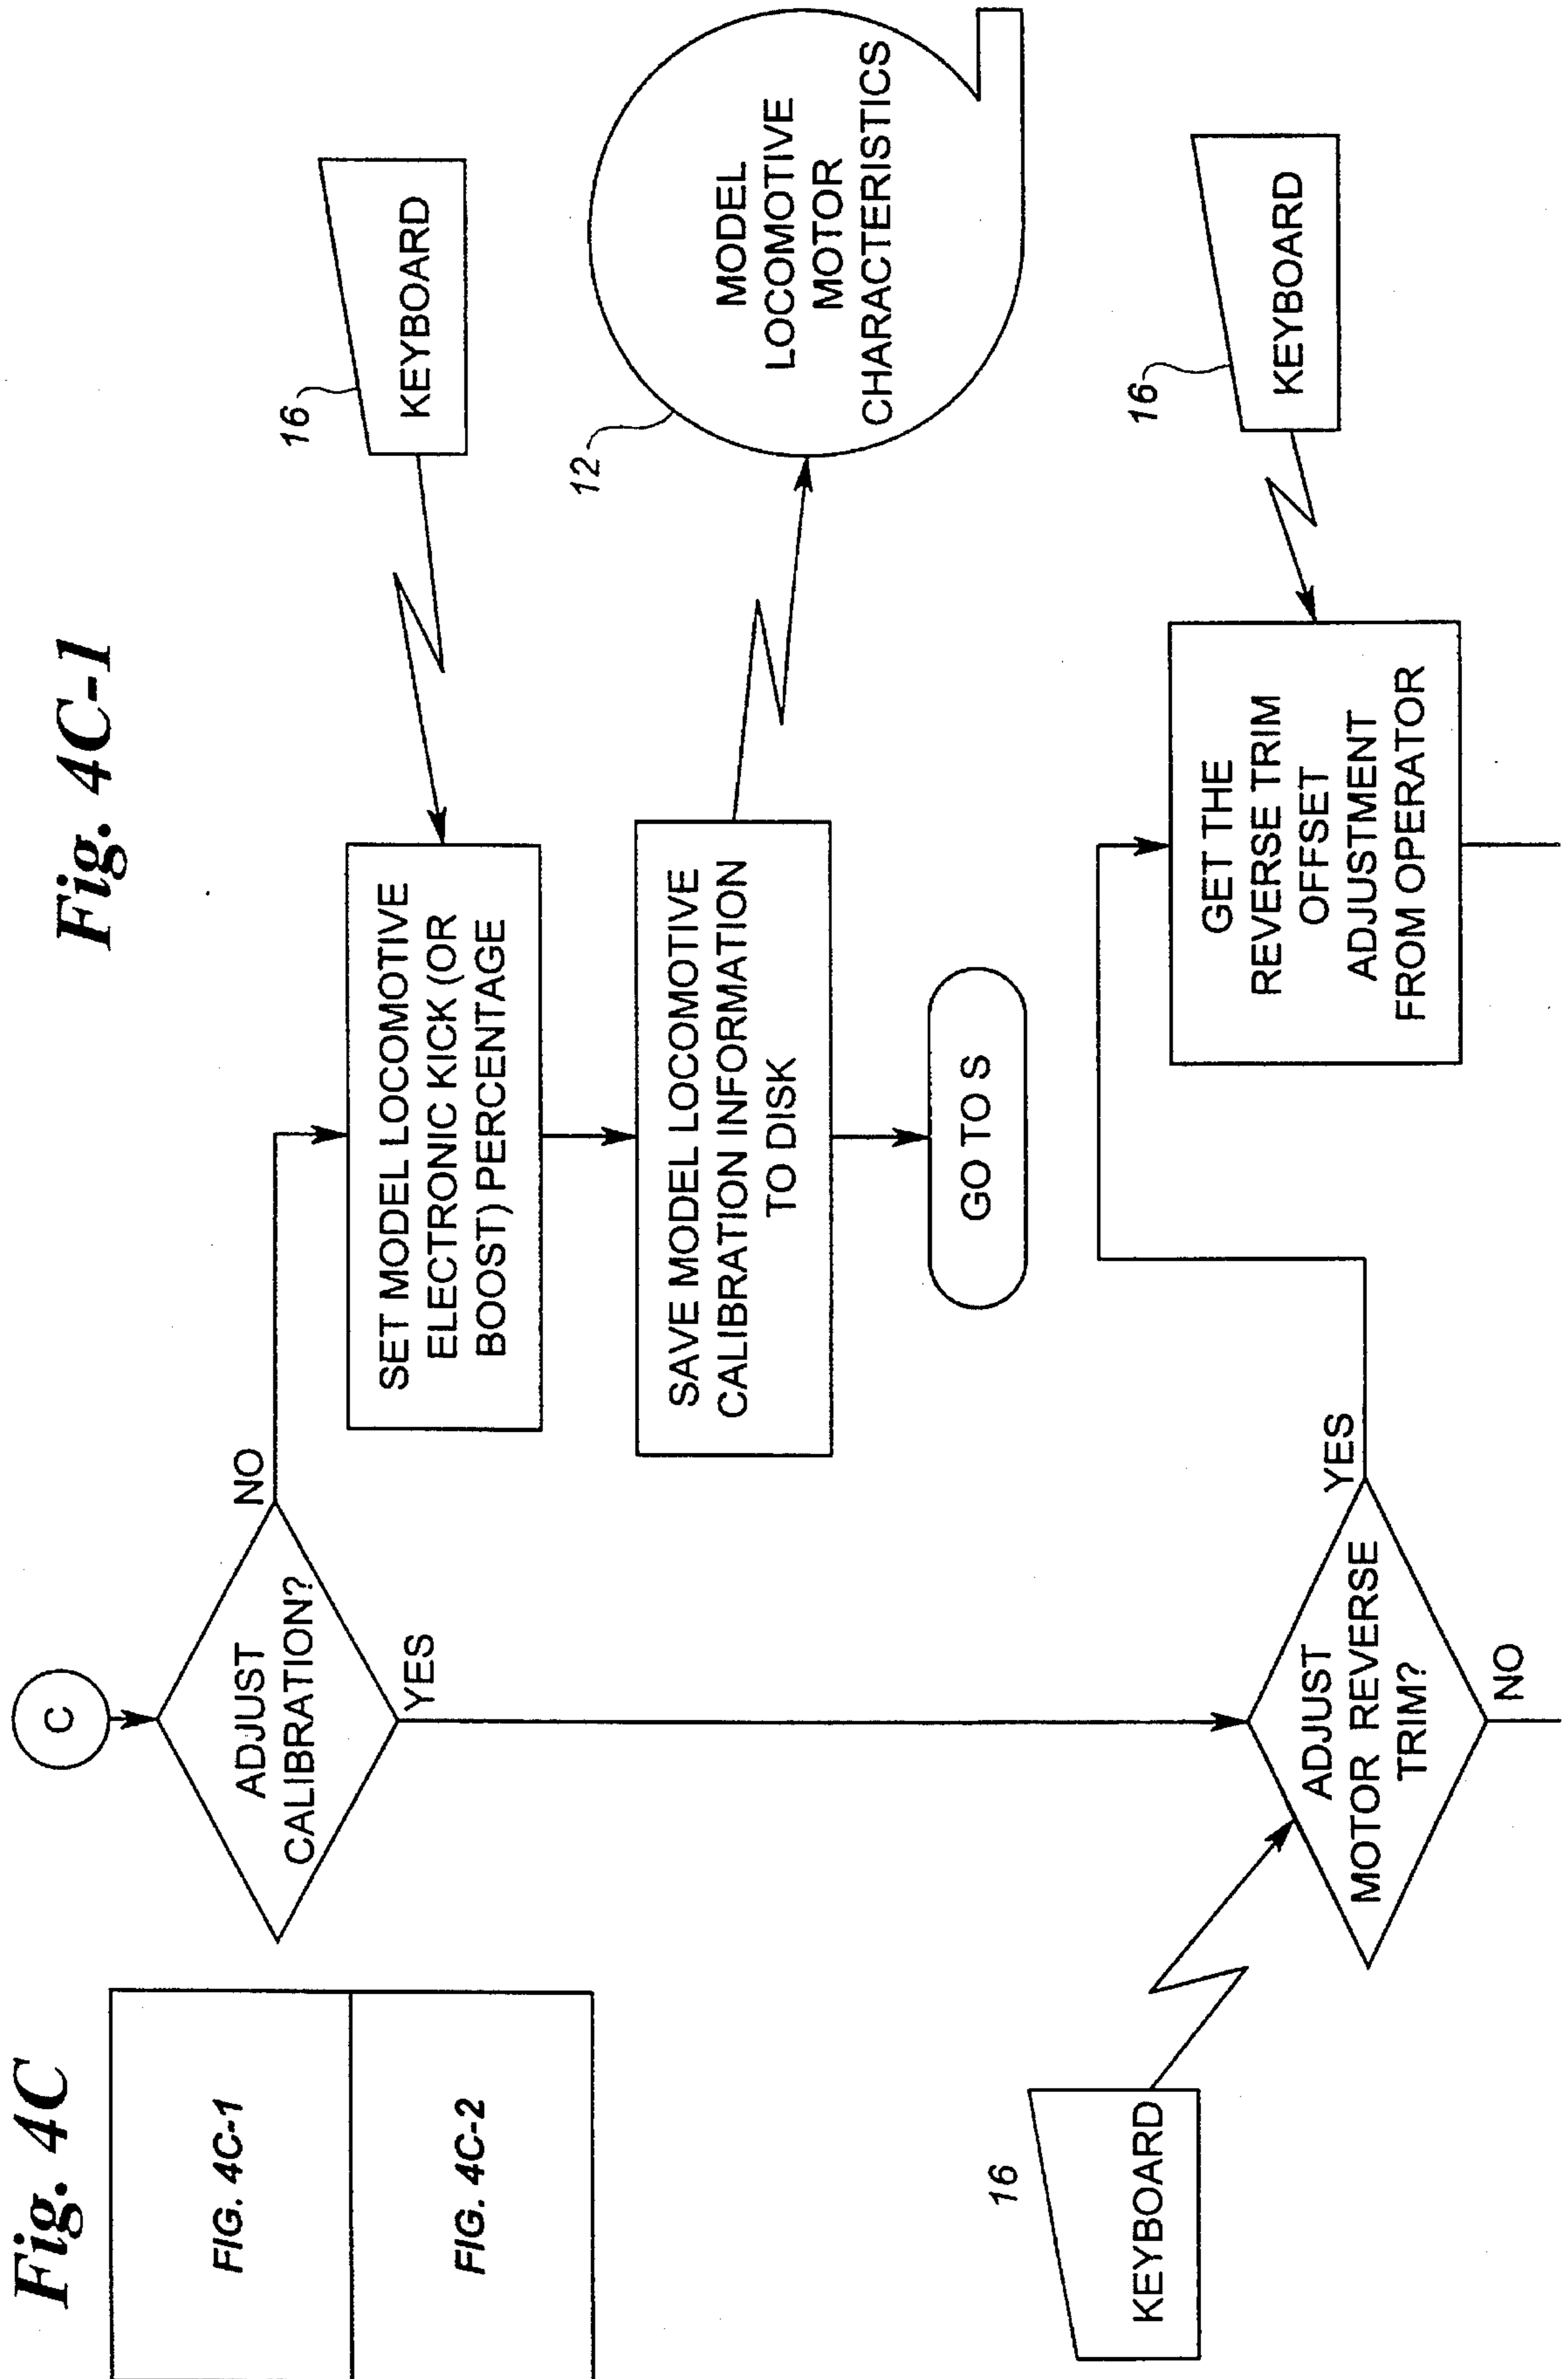 Fig. 4C
FIG. 4C-1
FIG. 4C-2
Fig. 4C-1
C
ADJUST
CALIBRATION?
NO
YES
SET MODEL LOCOMOTIVE
ELECTRONIC KICK (OR
BOOST) PERCENTAGE
16
KEYBOARD
SAVE MODEL LOCOMOTIVE
CALIBRATION INFORMATION
TO DISK
12
MODEL
LOCOMOTIVE
MOTOR
CHARACTERISTICS
GO TO S
16
KEYBOARD
ADJUST
MOTOR REVERSE
TRIM?
YES
NO
GET THE
REVERSE TRIM
OFFSET
ADJUSTMENT
FROM OPERATOR
16
KEYBOARD